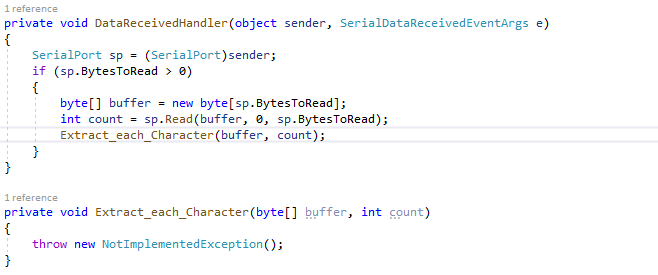 1 reference
private void DataReceivedHandler(object sender, SerialDataReceivedEventArgs e)
{
SerialPort sp = (SerialPort)sender;
if (sp.BytesToRead > 0)
{
byte[] buffer = new byte[sp.BytesToRead];
int count = sp.Read(buffer, 0, sp.BytesToRead);
Extract_each_Character(buffer, count);
}
}
1 reference
private void Extract_each_Character(byte[] buffer, int count)
{
throw new NotImplementedException();
}